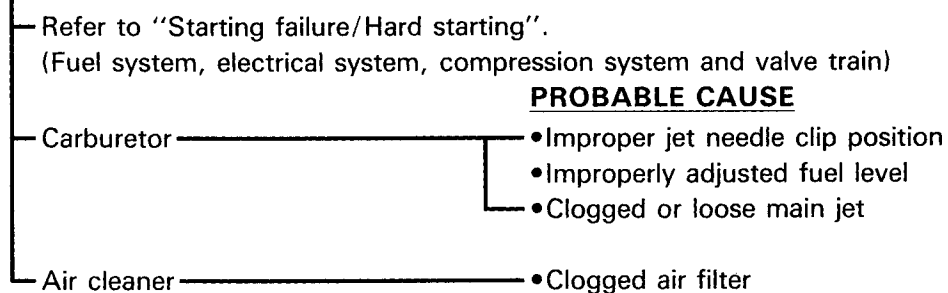 Refer to "Starting failure/Hard starting".
(Fuel system, electrical system, compression system and valve train)
PROBABLE CAUSE
Carburetor
•Improper jet needle clip position
•Improperly adjusted fuel level
•Clogged or loose main jet
Air cleaner
•Clogged air filter